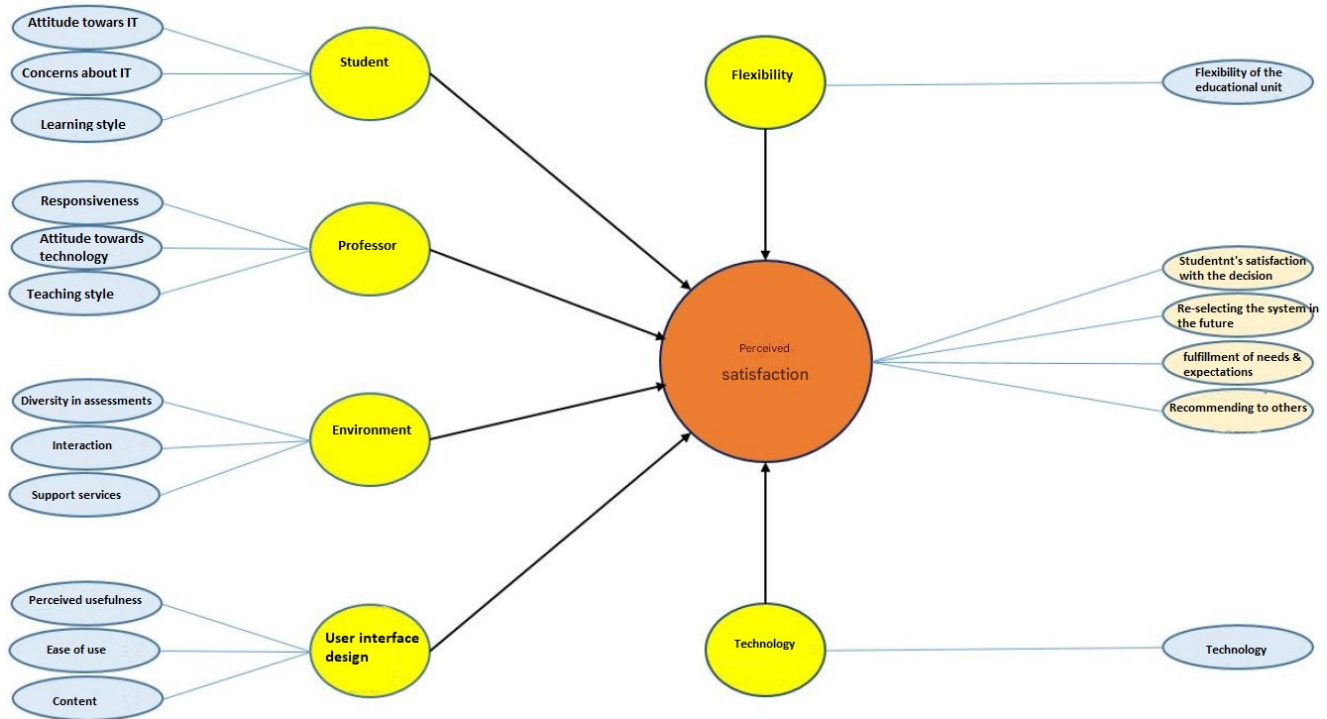 Attitude towars IT
Concerns about IT
Learning style
Student
Responsiveness
Attitude towards
technology
Teaching style
Professor
Diversity in assessments
Interaction
Support services
Environment
Perceived usefulness
Ease of use
Content
User interface
design
Flexibility
Flexibility of the
educational unit
Perceived
satisfaction
Studentnt's satisfaction
with the decision
Re-selecting the system in
the future
fulfillment of needs &
expectations
Recommending to others
Technology
Technology